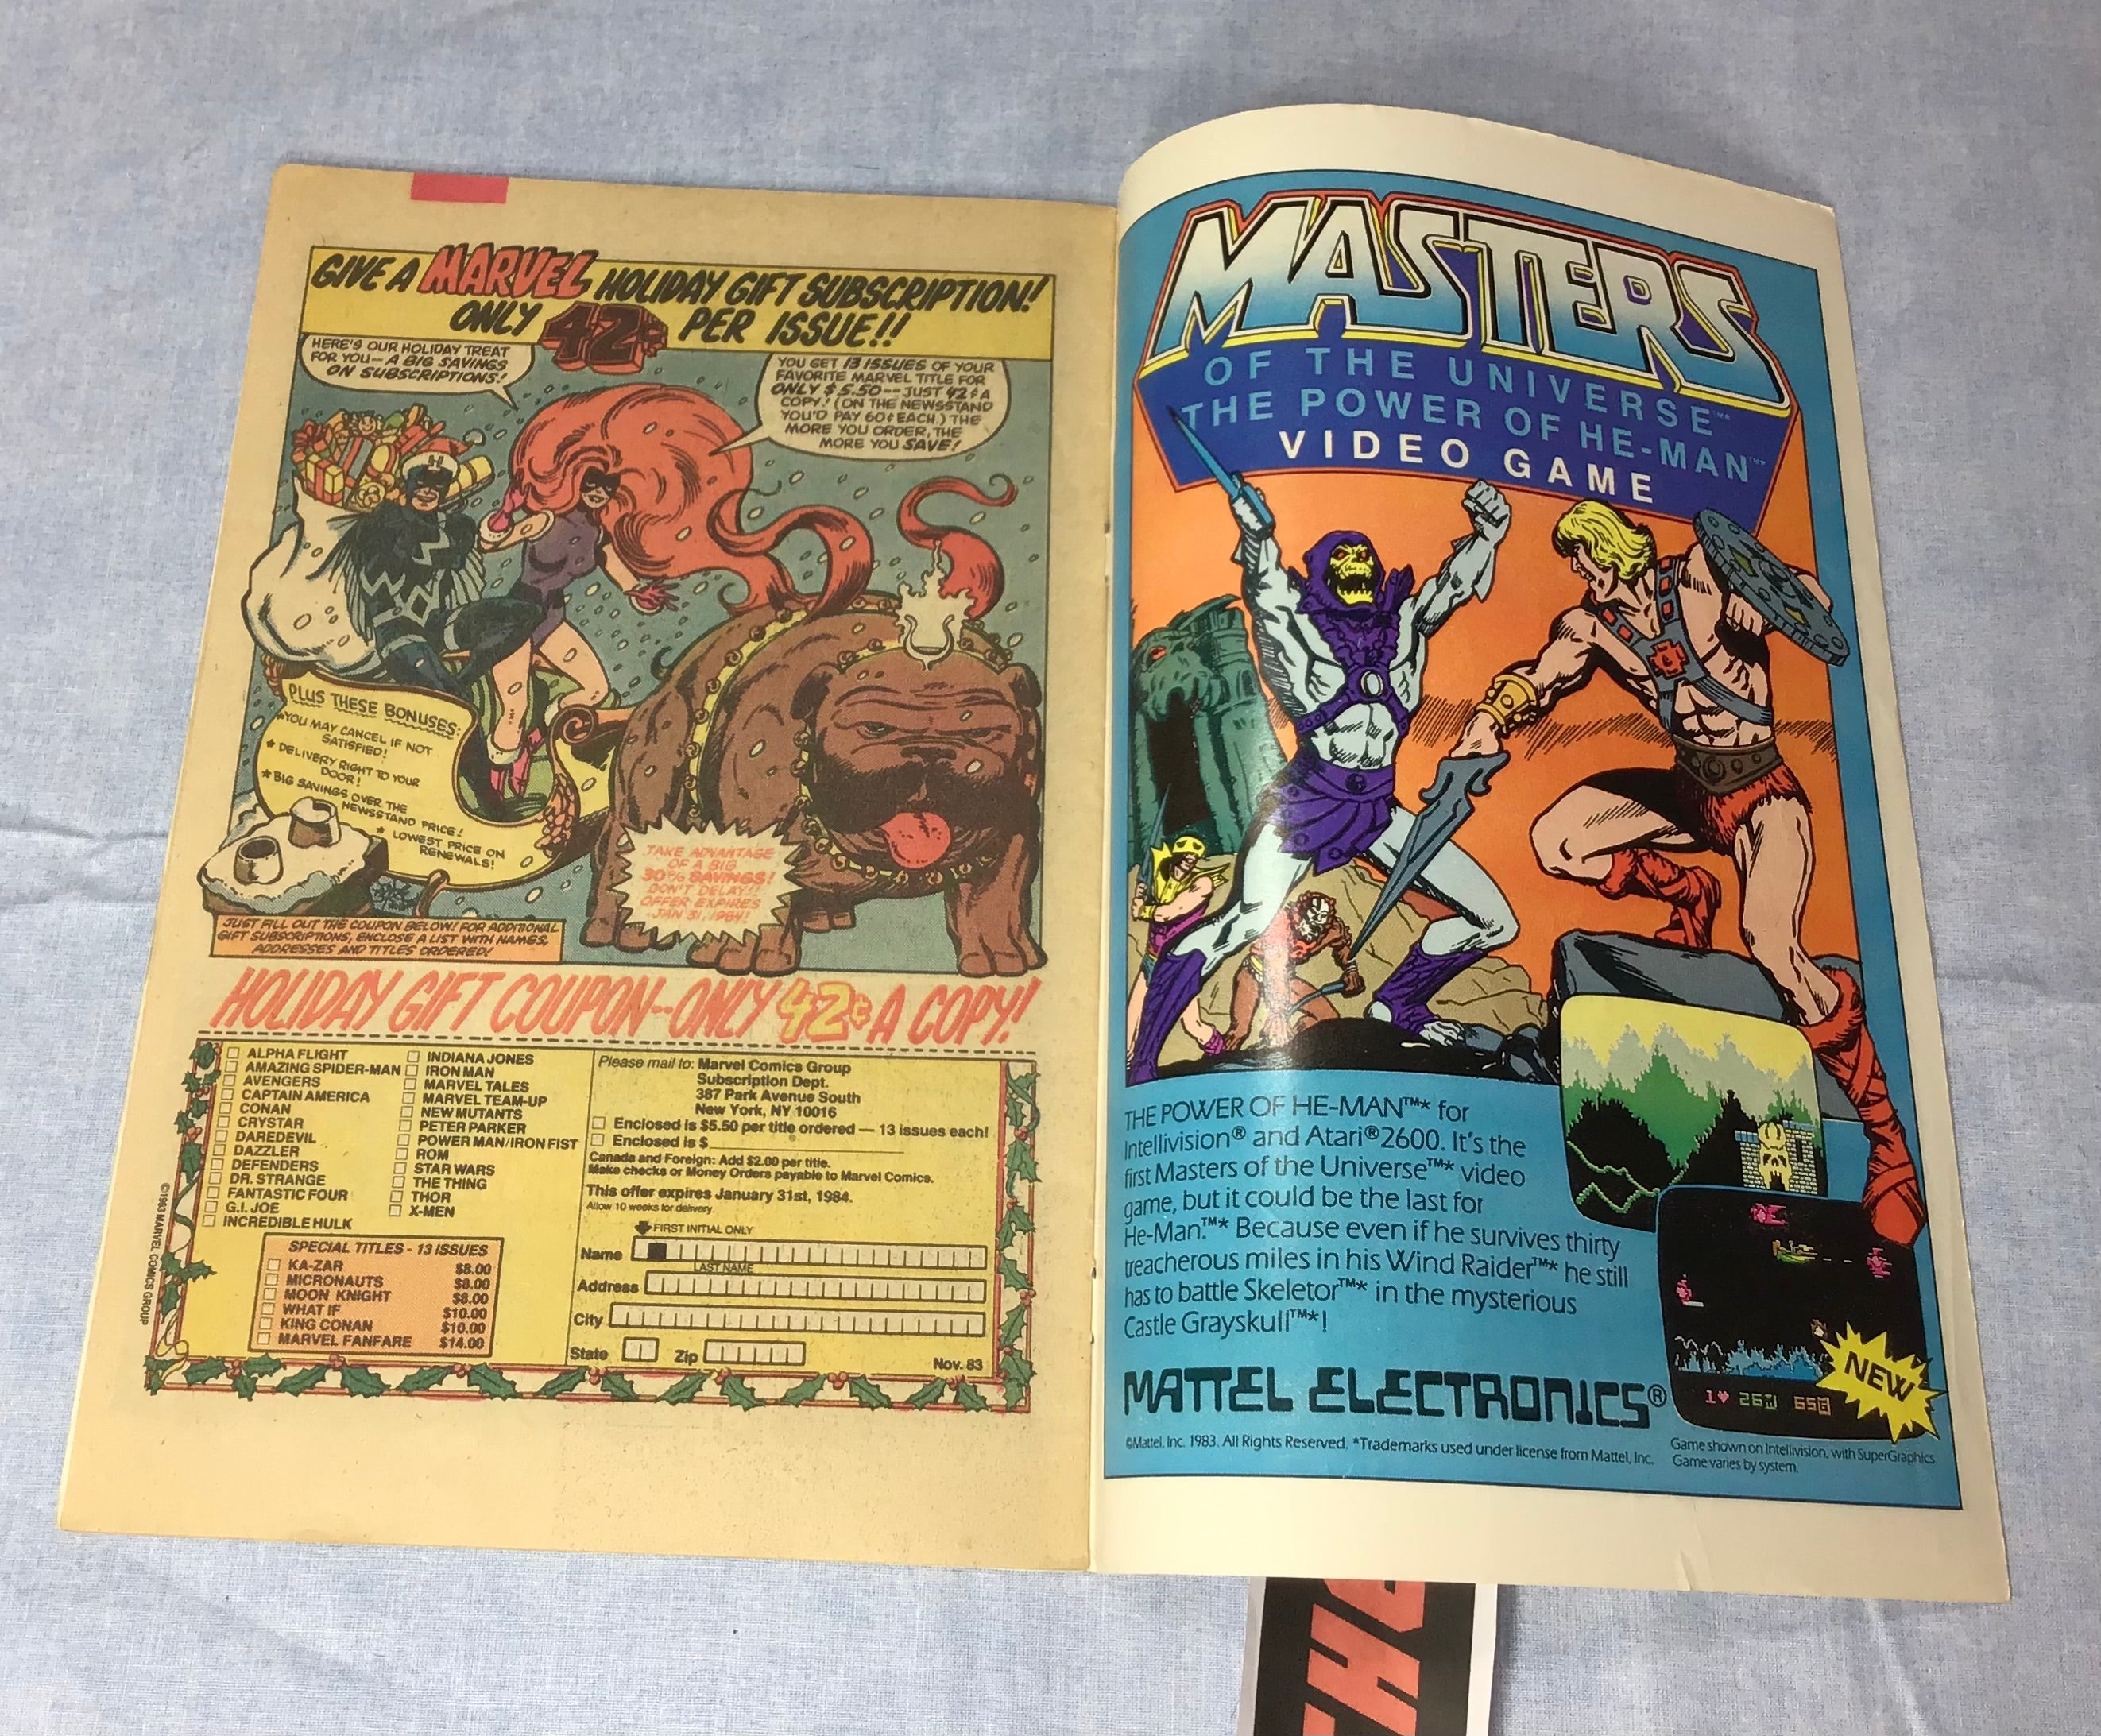 GIVE A MARVEL HOLIDAY GIFT SUBSCRIPTION!
ONLY 42¢ PER ISSUE!!
HERE'S OUR HOLIDAY TREAT
FOR YOU-- A BIG SAVINGS
ON SUBSCRIPTIONS!
YOU GET 13 ISSUES OF YOUR
FAVORITE MARVEL TITLE FOR
ONLY $5.50 -- JUST 42¢ A
COPY! (ON THE NEWSSTAND
YOU'D PAY 60¢ EACH.) THE
MORE YOU ORDER, THE
MORE YOU SAVE!
PLUS THESE BONUSES:
*YOU MAY CANCEL IF NOT
SATISFIED!
* DELIVERY RIGHT TO YOUR
DOOR!
* BIG SAVINGS OVER THE
NEWSSTAND PRICE!
* LOWEST PRICE ON
RENEWALS!
TAKE ADVANTAGE
OF A BIG
30% SAVINGS!
DON'T DELAY!!
OFFER EXPIRES
JAN 31, 1984!
JUST FILL OUT THE COUPON BELOW! FOR ADDITIONAL
GIFT SUBSCRIPTIONS, ENCLOSE A LIST WITH NAMES,
ADDRESSES AND TITLES ORDERED!
HOLIDAY GIFT COUPON--ONLY 42¢ A COPY!
ALPHA FLIGHT
AMAZING SPIDER-MAN
AVENGERS
CAPTAIN AMERICA
CONAN
CRYSTAR
DAREDEVIL
DAZZLER
DEFENDERS
DR. STRANGE
FANTASTIC FOUR
G.I. JOE
INCREDIBLE HULK
INDIANA JONES
IRON MAN
MARVEL TALES
MARVEL TEAM-UP
NEW MUTANTS
PETER PARKER
POWER MAN/IRON FIST
ROM
STAR WARS
THE THING
THOR
X-MEN
SPECIAL TITLES - 13 ISSUES
KA-ZAR $8.00
MICRONAUTS $8.00
MOON KNIGHT $8.00
WHAT IF $10.00
KING CONAN $10.00
MARVEL FANFARE $14.00
Please mail to: Marvel Comics Group
Subscription Dept.
387 Park Avenue South
New York, NY 10016
Enclosed is $5.50 per title ordered — 13 issues each!
Enclosed is $
Canada and Foreign: Add $2.00 per title.
Make checks or Money Orders payable to Marvel Comics.
This offer expires January 31st, 1984.
Allow 10 weeks for delivery.
FIRST INITIAL ONLY
Name
LAST NAME
Address
City
State Zip
Nov. 83
©1983 MARVEL COMICS GROUP
MASTERS
OF THE UNIVERSE™*
THE POWER OF HE-MAN™*
VIDEO GAME
THE POWER OF HE-MAN™* for
Intellivision® and Atari® 2600. It's the
first Masters of the Universe™* video
game, but it could be the last for
He-Man.™* Because even if he survives thirty
treacherous miles in his Wind Raider™* he still
has to battle Skeletor™* in the mysterious
Castle Grayskull™*!
NEW
MATTEL ELECTRONICS®
©Mattel, Inc. 1983. All Rights Reserved. *Trademarks used under license from Mattel, Inc.
Game shown on Intellivision, with SuperGraphics
Game varies by system.